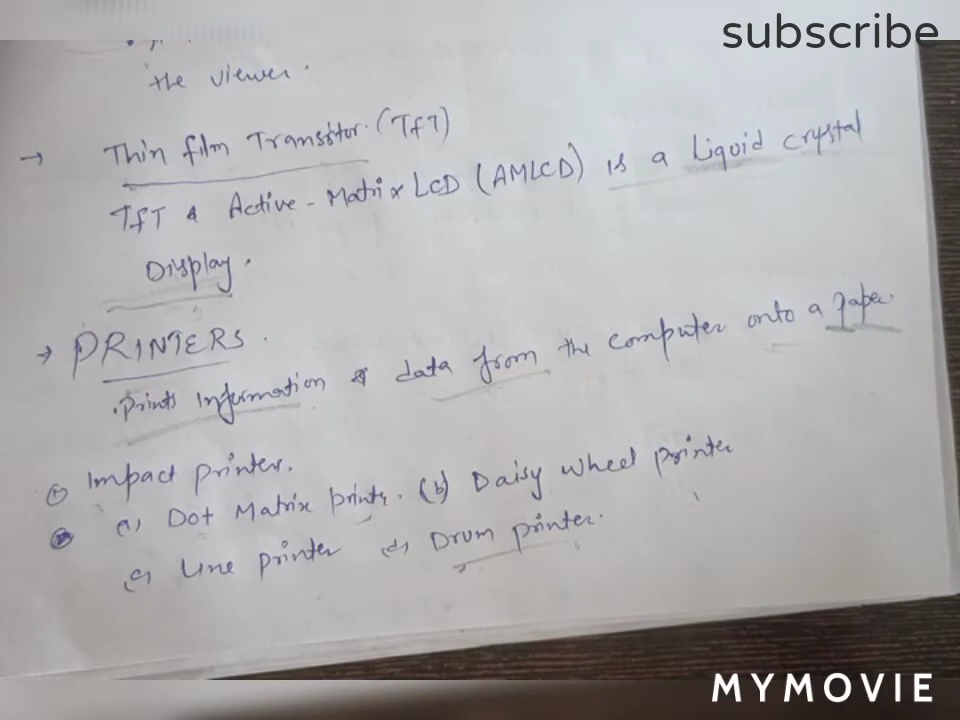 subscribe
the viewer.
→ Thin film Transistor. (TFT)
TFT & Active-Matrix LCD (AMLCD) is a Liquid crystal
Display.
→ PRINTERS.
. Prints Information & data from the computer onto a paper.
① Impact printers.
(a) Dot Matrix printer. (b) Daisy wheel printer
(c) Line printer (d) Drum printer.
MYMOVIE